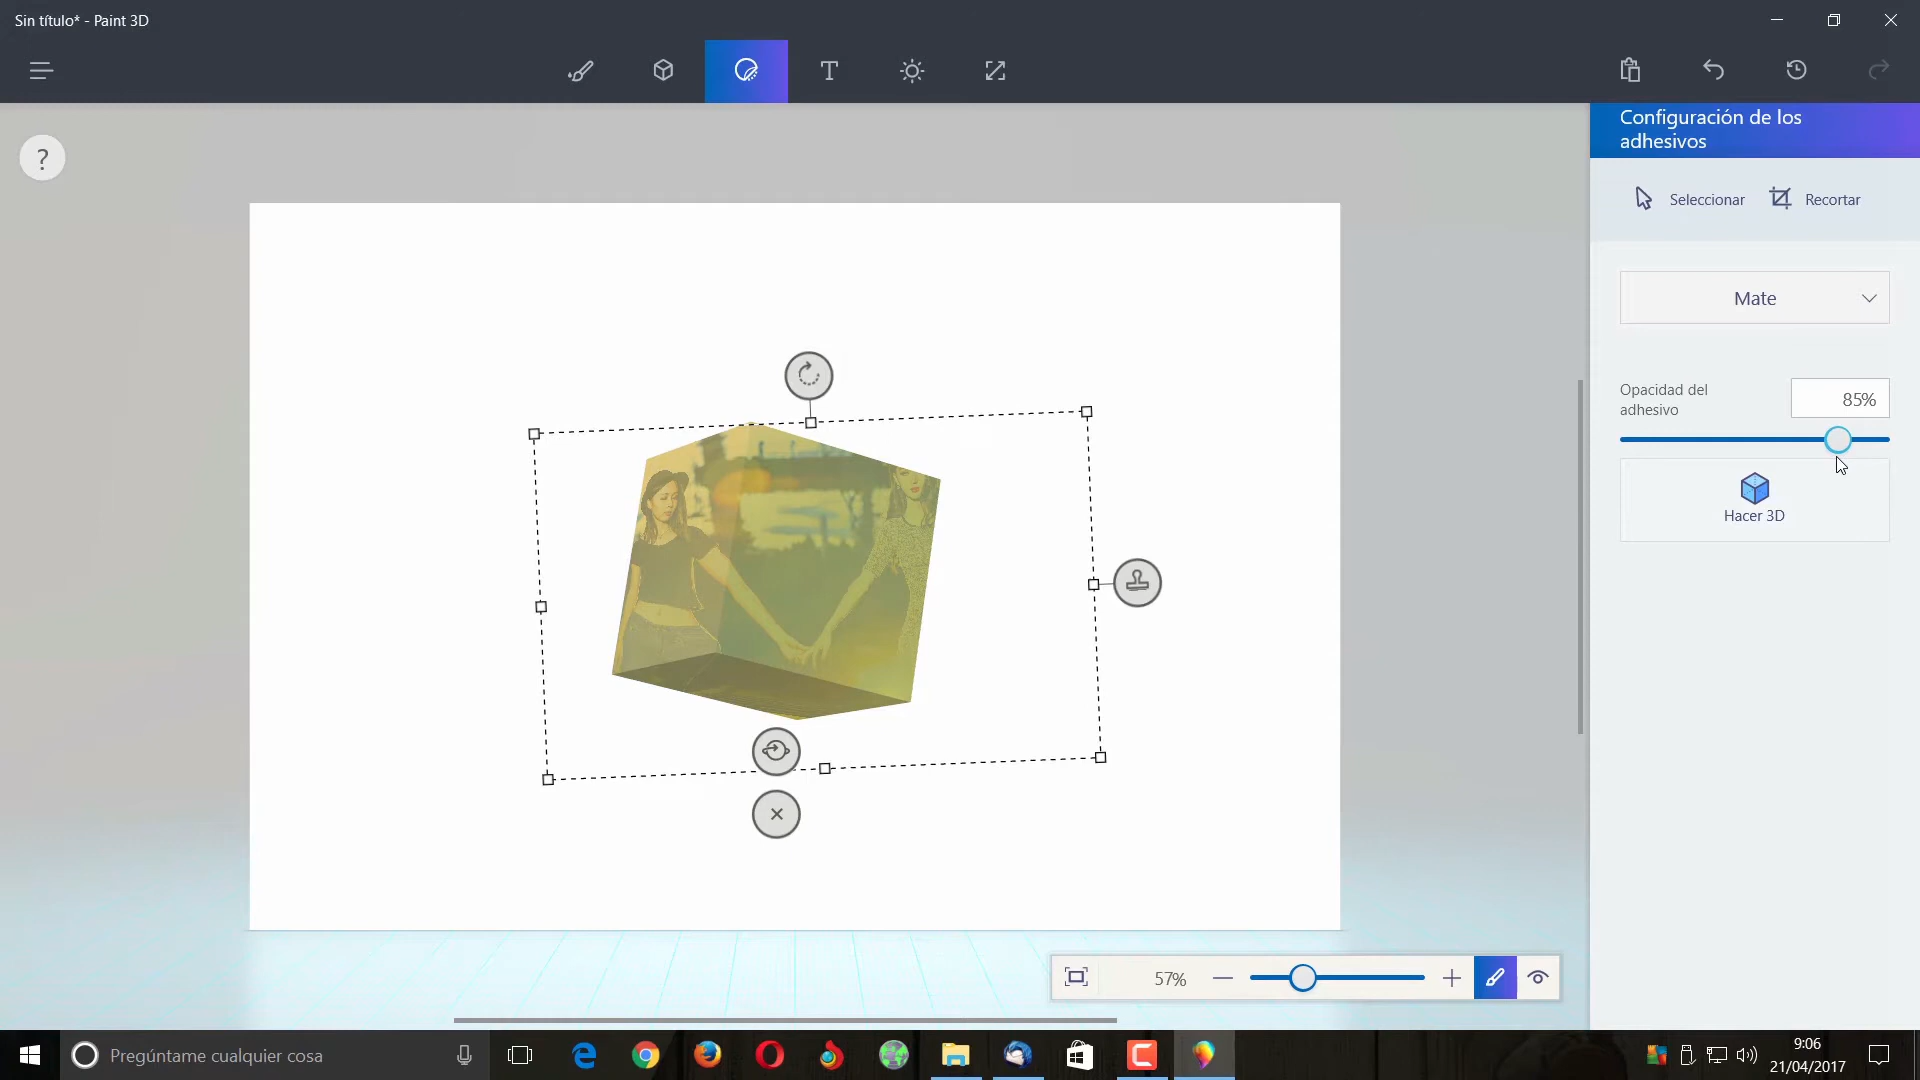 Sin título* - Paint 3D
?
T
Configuración de los
adhesivos
Seleccionar
Recortar
Mate
Opacidad del
adhesivo
85%
Hacer 3D
57%
Pregúntame cualquier cosa
9:06
21/04/2017